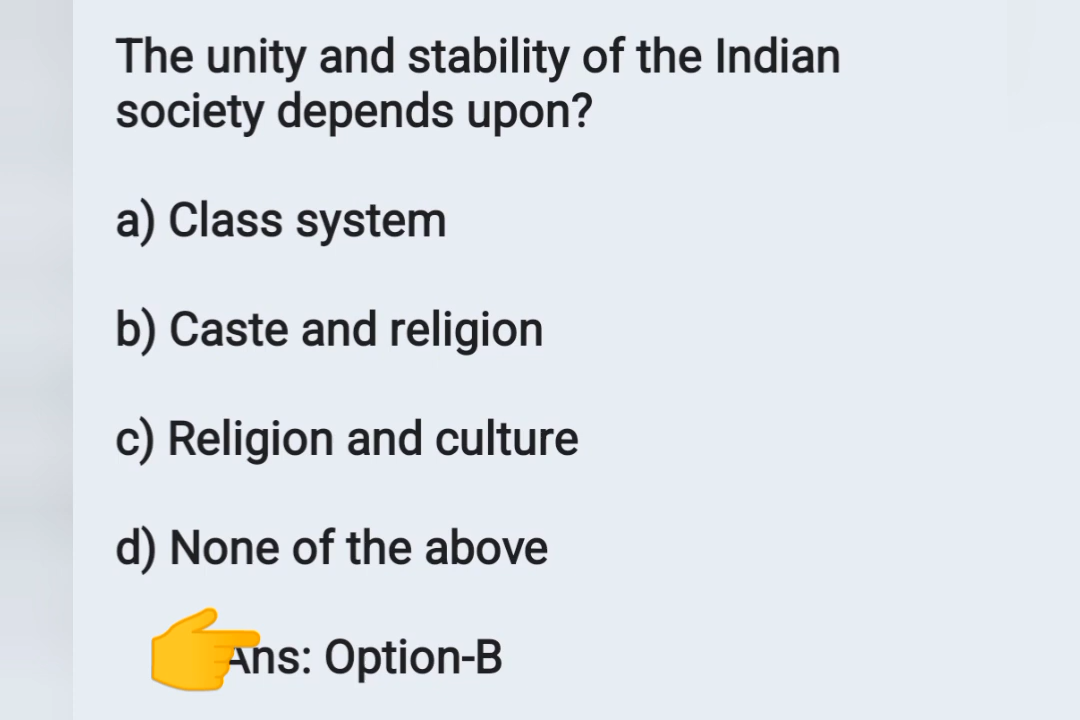 The unity and stability of the Indian
society depends upon?
a) Class system
b) Caste and religion
c) Religion and culture
d) None of the above
Ans: Option-B